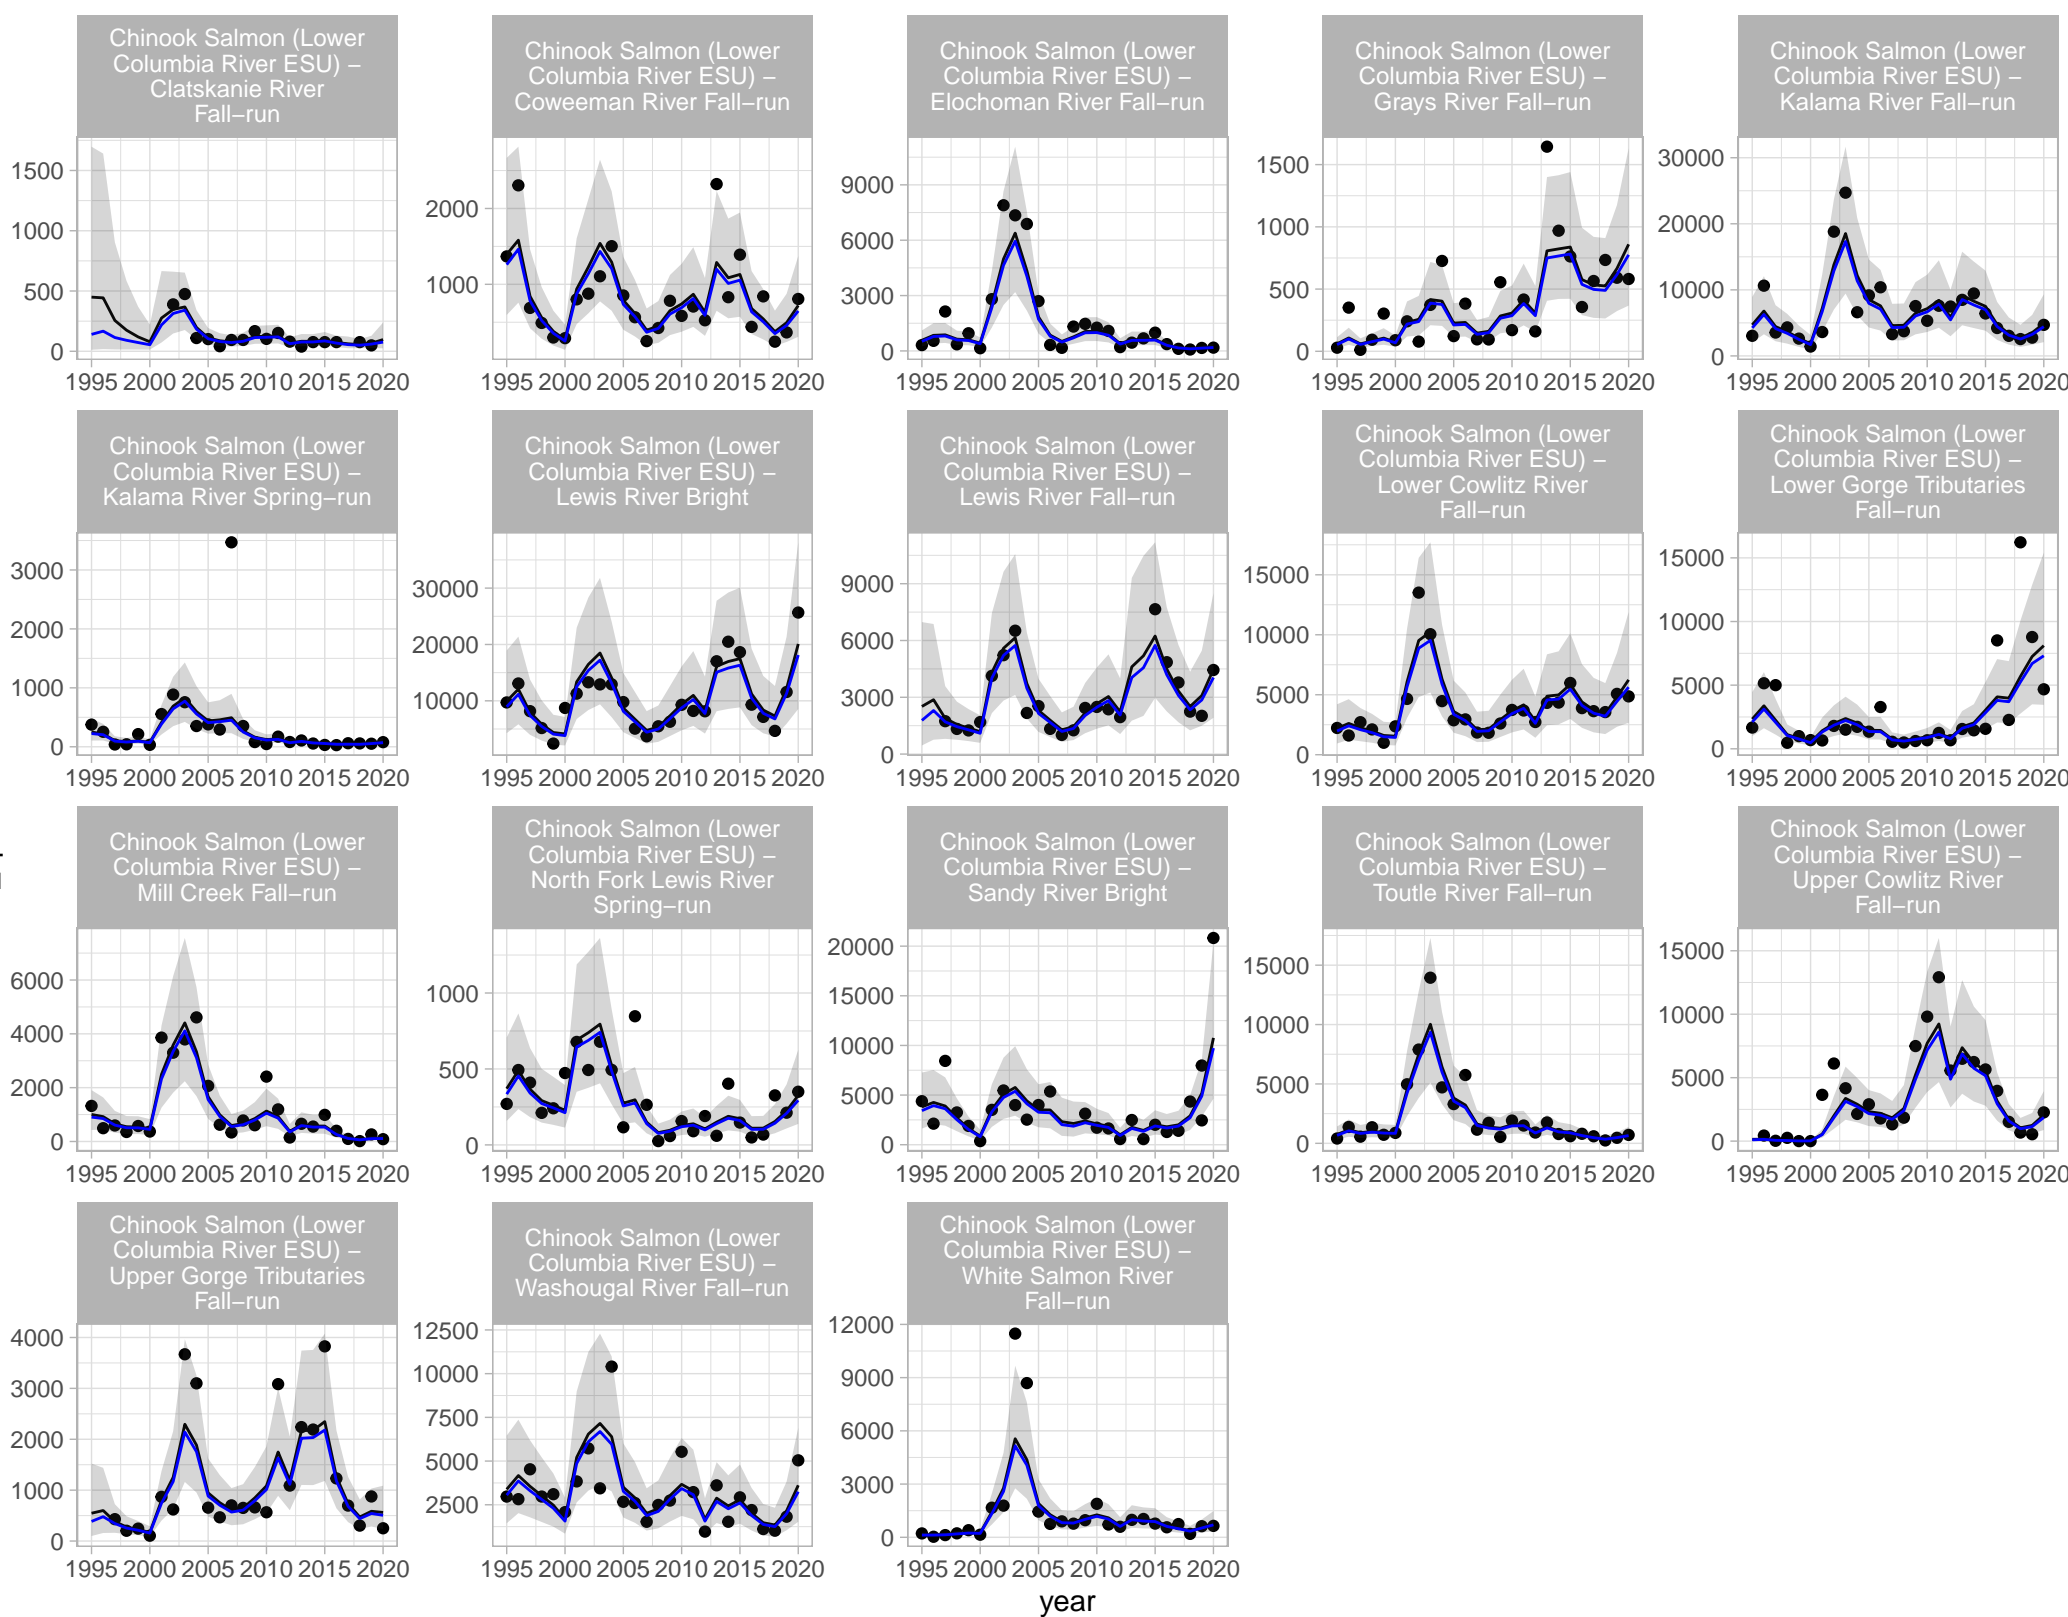 Chinook Salmon (Lower
Columbia River ESU) –
Clatskanie River
Fall–run
Chinook Salmon (Lower
Columbia River ESU) –
Coweeman River Fall–run
Chinook Salmon (Lower
Columbia River ESU) –
Elochoman River Fall–run
Chinook Salmon (Lower
Columbia River ESU) –
Grays River Fall–run
Chinook Salmon (Lower
Columbia River ESU) –
Kalama River Fall–run
1500
1000
500
0
2000
1000
9000
6000
3000
0
1500
1000
500
0
30000
20000
10000
0
1995 2000 2005 2010 2015 2020
1995 2000 2005 2010 2015 2020
1995 2000 2005 2010 2015 2020
1995 2000 2005 2010 2015 2020
1995 2000 2005 2010 2015 2020
Chinook Salmon (Lower
Columbia River ESU) –
Kalama River Spring–run
Chinook Salmon (Lower
Columbia River ESU) –
Lewis River Bright
Chinook Salmon (Lower
Columbia River ESU) –
Lewis River Fall–run
Chinook Salmon (Lower
Columbia River ESU) –
Lower Cowlitz River
Fall–run
Chinook Salmon (Lower
Columbia River ESU) –
Lower Gorge Tributaries
Fall–run
3000
2000
1000
0
30000
20000
10000
9000
6000
3000
0
15000
10000
5000
0
15000
10000
5000
0
1995 2000 2005 2010 2015 2020
1995 2000 2005 2010 2015 2020
1995 2000 2005 2010 2015 2020
1995 2000 2005 2010 2015 2020
1995 2000 2005 2010 2015 2020
Chinook Salmon (Lower
Columbia River ESU) –
Mill Creek Fall–run
Chinook Salmon (Lower
Columbia River ESU) –
North Fork Lewis River
Spring–run
Chinook Salmon (Lower
Columbia River ESU) –
Sandy River Bright
Chinook Salmon (Lower
Columbia River ESU) –
Toutle River Fall–run
Chinook Salmon (Lower
Columbia River ESU) –
Upper Cowlitz River
Fall–run
6000
4000
2000
0
1000
500
0
20000
15000
10000
5000
0
15000
10000
5000
0
15000
10000
5000
0
1995 2000 2005 2010 2015 2020
1995 2000 2005 2010 2015 2020
1995 2000 2005 2010 2015 2020
1995 2000 2005 2010 2015 2020
1995 2000 2005 2010 2015 2020
Chinook Salmon (Lower
Columbia River ESU) –
Upper Gorge Tributaries
Fall–run
Chinook Salmon (Lower
Columbia River ESU) –
Washougal River Fall–run
Chinook Salmon (Lower
Columbia River ESU) –
White Salmon River
Fall–run
4000
3000
2000
1000
0
12500
10000
7500
5000
2500
12000
9000
6000
3000
0
1995 2000 2005 2010 2015 2020
1995 2000 2005 2010 2015 2020
1995 2000 2005 2010 2015 2020
year